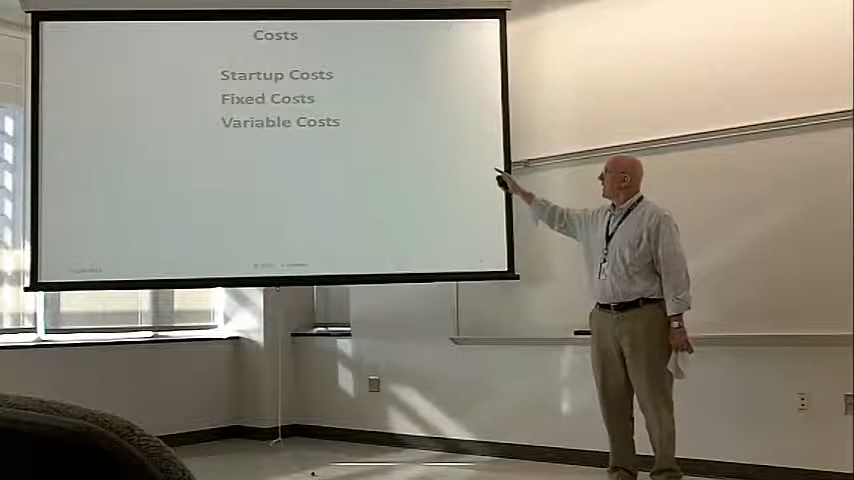 Costs
Startup Costs
Fixed Costs
Variable Costs